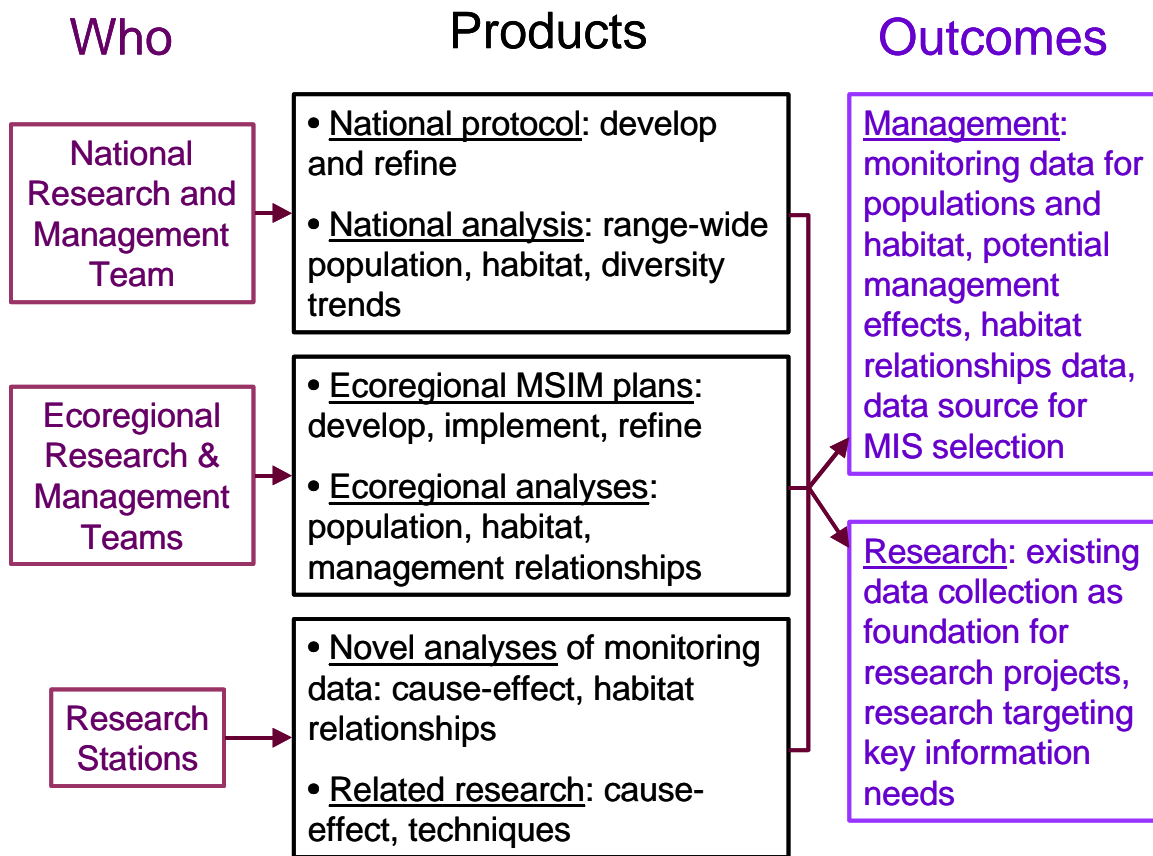 Who
Products
Outcomes
National
Research and
Management
Team
• National protocol: develop
and refine
• National analysis: range-wide
population, habitat, diversity
trends
Ecoregional
Research &
Management
Teams
• Ecoregional MSIM plans:
develop, implement, refine
• Ecoregional analyses:
population, habitat,
management relationships
Research
Stations
• Novel analyses of monitoring
data: cause-effect, habitat
relationships
• Related research: cause-
effect, techniques
Management:
monitoring data for
populations and
habitat, potential
management
effects, habitat
relationships data,
data source for
MIS selection
Research: existing
data collection as
foundation for
research projects,
research targeting
key information
needs